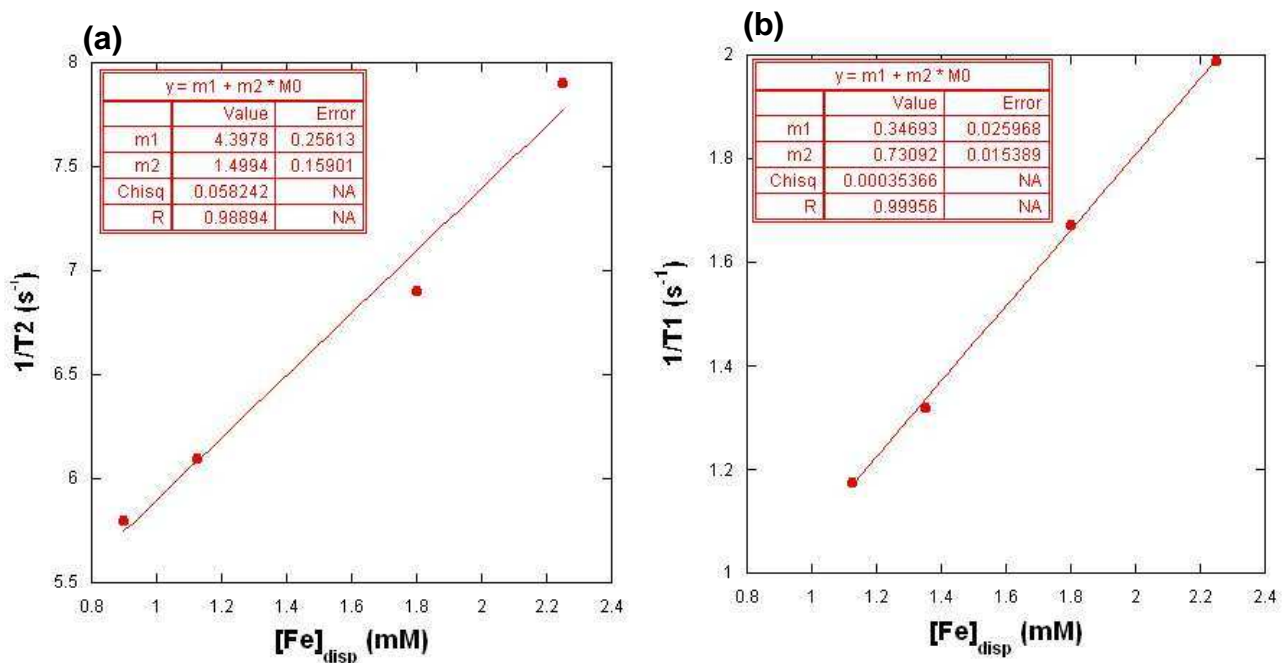 (a)
8
7.5
7
6.5
6
5.5
1/T2 (s⁻¹)
y = m1 + m2 * M0
Value Error
m1 4.3978 0.25613
m2 1.4994 0.15901
Chisq 0.058242 NA
R 0.98894 NA
0.8 1 1.2 1.4 1.6 1.8 2 2.2 2.4
[Fe]disp (mM)
(b)
2
1.8
1.6
1.4
1.2
1
1/T1 (s⁻¹)
y = m1 + m2 * M0
Value Error
m1 0.34693 0.025968
m2 0.73092 0.015389
Chisq 0.00035366 NA
R 0.99956 NA
0.8 1 1.2 1.4 1.6 1.8 2 2.2 2.4
[Fe]disp (mM)